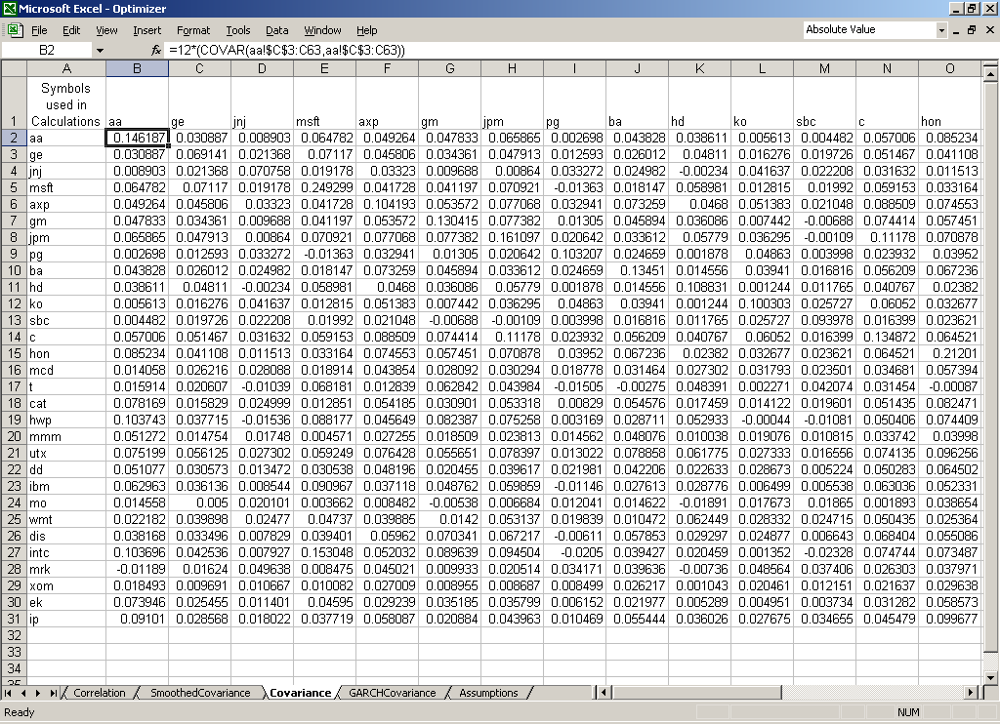 Microsoft Excel - Optimizer
File Edit View Insert Format Tools Data Window Help Absolute Value
B2 fx =12*(COVAR(aa!$C$3:C63,aa!$C$3:C63))
A B C D E F G H I J K L M N O
Symbols
used in
1 Calculations aa ge jnj msft axp gm jpm pg ba hd ko sbc c hon
2 aa 0.146187 0.030887 0.008903 0.064782 0.049264 0.047833 0.065865 0.002698 0.043828 0.038611 0.005613 0.004482 0.057006 0.085234
3 ge 0.030887 0.069141 0.021368 0.07117 0.045806 0.034361 0.047913 0.012593 0.026012 0.04811 0.016276 0.019726 0.051467 0.041108
4 jnj 0.008903 0.021368 0.070758 0.019178 0.03323 0.009688 0.00864 0.033272 0.024982 -0.00234 0.041637 0.022208 0.031632 0.011513
5 msft 0.064782 0.07117 0.019178 0.249299 0.041728 0.041197 0.070921 -0.01363 0.018147 0.058981 0.012815 0.01992 0.059153 0.033164
6 axp 0.049264 0.045806 0.03323 0.041728 0.104193 0.053572 0.077068 0.032941 0.073259 0.0468 0.051383 0.021048 0.088509 0.074553
7 gm 0.047833 0.034361 0.009688 0.041197 0.053572 0.130415 0.077382 0.01305 0.045894 0.036086 0.007442 -0.00688 0.074414 0.057451
8 jpm 0.065865 0.047913 0.00864 0.070921 0.077068 0.077382 0.161097 0.020642 0.033612 0.05779 0.036295 -0.00109 0.11178 0.070878
9 pg 0.002698 0.012593 0.033272 -0.01363 0.032941 0.01305 0.020642 0.103207 0.024659 0.001878 0.04863 0.003998 0.023932 0.03952
10 ba 0.043828 0.026012 0.024982 0.018147 0.073259 0.045894 0.033612 0.024659 0.13451 0.014556 0.03941 0.016816 0.056209 0.067236
11 hd 0.038611 0.04811 -0.00234 0.058981 0.0468 0.036086 0.05779 0.001878 0.014556 0.108831 0.001244 0.011765 0.040767 0.02382
12 ko 0.005613 0.016276 0.041637 0.012815 0.051383 0.007442 0.036295 0.04863 0.03941 0.001244 0.100303 0.025727 0.06052 0.032677
13 sbc 0.004482 0.019726 0.022208 0.01992 0.021048 -0.00688 -0.00109 0.003998 0.016816 0.011765 0.025727 0.093978 0.016399 0.023621
14 c 0.057006 0.051467 0.031632 0.059153 0.088509 0.074414 0.11178 0.023932 0.056209 0.040767 0.06052 0.016399 0.134872 0.064521
15 hon 0.085234 0.041108 0.011513 0.033164 0.074553 0.057451 0.070878 0.03952 0.067236 0.02382 0.032677 0.023621 0.064521 0.21201
16 mcd 0.014058 0.026216 0.028088 0.018914 0.043854 0.028092 0.030294 0.018778 0.031464 0.027302 0.031793 0.023501 0.034681 0.057394
17 t 0.015914 0.020607 -0.01039 0.068181 0.012839 0.062842 0.043984 -0.01505 -0.00275 0.048391 0.002271 0.042074 0.031454 -0.00087
18 cat 0.078169 0.015829 0.024999 0.012851 0.054185 0.030901 0.053318 0.00829 0.054576 0.017459 0.014122 0.019601 0.051435 0.082471
19 hwp 0.103743 0.037715 -0.01536 0.088177 0.045649 0.082387 0.075258 0.003169 0.028711 0.052933 -0.00044 -0.01081 0.050406 0.074409
20 mmm 0.051272 0.014754 0.01748 0.004571 0.027255 0.018509 0.023813 0.014562 0.048076 0.010038 0.019076 0.010815 0.033742 0.03998
21 utx 0.075199 0.056125 0.027302 0.059249 0.076428 0.055651 0.078397 0.013022 0.078858 0.061775 0.027333 0.016556 0.074135 0.096256
22 dd 0.051077 0.030573 0.013472 0.030538 0.048196 0.020455 0.039617 0.021981 0.042206 0.022633 0.028673 0.005224 0.050283 0.064502
23 ibm 0.062963 0.036136 0.008544 0.090967 0.037118 0.048762 0.059859 -0.01146 0.027613 0.028776 0.006499 0.005538 0.063036 0.052331
24 mo 0.014558 0.005 0.020101 0.003662 0.008482 -0.00538 0.006684 0.012041 0.014622 -0.01891 0.017673 0.01865 0.001893 0.038654
25 wmt 0.022182 0.039898 0.02477 0.04737 0.039885 0.0142 0.053137 0.019839 0.010472 0.062449 0.028332 0.024715 0.050435 0.025364
26 dis 0.038168 0.033496 0.007829 0.039401 0.05962 0.070341 0.067217 -0.00611 0.057853 0.029297 0.024877 0.006643 0.068404 0.055086
27 intc 0.103696 0.042536 0.007927 0.153048 0.052032 0.089639 0.094504 -0.0205 0.039427 0.020459 0.001352 -0.02328 0.074744 0.073487
28 mrk -0.01189 0.01624 0.049638 0.008475 0.045021 0.009933 0.020514 0.034171 0.039636 -0.00736 0.048564 0.037406 0.026303 0.037971
29 xom 0.018493 0.009691 0.010667 0.010082 0.027009 0.008955 0.008687 0.008499 0.026217 0.001043 0.020461 0.012151 0.021637 0.029638
30 ek 0.073946 0.025455 0.011401 0.04595 0.029239 0.035185 0.035799 0.006152 0.021977 0.005289 0.004951 0.003734 0.031282 0.058573
31 ip 0.09101 0.028568 0.018022 0.037719 0.058087 0.020884 0.043963 0.010469 0.055444 0.036026 0.027675 0.034655 0.045479 0.099677
32
33
34
35
Correlation SmoothedCovariance Covariance GARCHCovariance Assumptions
Ready NUM